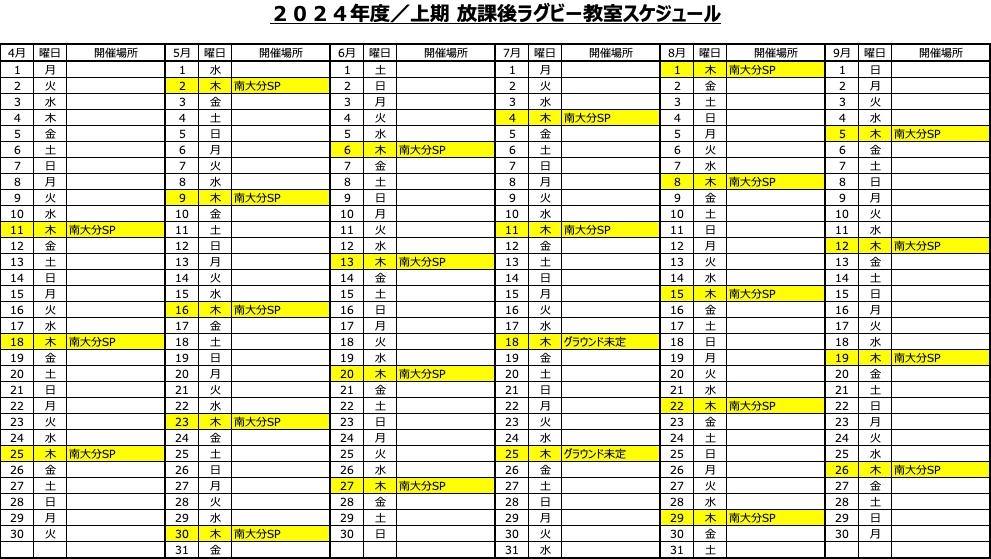 ２０２４年度／上期 放課後ラグビー教室スケジュール
4月 曜日 開催場所 5月 曜日 開催場所 6月 曜日 開催場所 7月 曜日 開催場所 8月 曜日 開催場所 9月 曜日 開催場所
1 月 1 水 1 土 1 月 1 木 南大分SP 1 日
2 火 2 木 南大分SP 2 日 2 火 2 金 2 月
3 水 3 金 3 月 3 水 3 土 3 火
4 木 4 土 4 火 4 木 南大分SP 4 日 4 水
5 金 5 日 5 水 5 金 5 月 5 木 南大分SP
6 土 6 月 6 木 南大分SP 6 土 6 火 6 金
7 日 7 火 7 金 7 日 7 水 7 土
8 月 8 水 8 土 8 月 8 木 南大分SP 8 日
9 火 9 木 南大分SP 9 日 9 火 9 金 9 月
10 水 10 金 10 月 10 水 10 土 10 火
11 木 南大分SP 11 土 11 火 11 木 南大分SP 11 日 11 水
12 金 12 日 12 水 12 金 12 月 12 木 南大分SP
13 土 13 月 13 木 南大分SP 13 土 13 火 13 金
14 日 14 火 14 金 14 日 14 水 14 土
15 月 15 水 15 土 15 月 15 木 南大分SP 15 日
16 火 16 木 南大分SP 16 日 16 火 16 金 16 月
17 水 17 金 17 月 17 水 17 土 17 火
18 木 南大分SP 18 土 18 火 18 木 グラウンド未定 18 日 18 水
19 金 19 日 19 水 19 金 19 月 19 木 南大分SP
20 土 20 月 20 木 南大分SP 20 土 20 火 20 金
21 日 21 火 21 金 21 日 21 水 21 土
22 月 22 水 22 土 22 月 22 木 南大分SP 22 日
23 火 23 木 南大分SP 23 日 23 火 23 金 23 月
24 水 24 金 24 月 24 水 24 土 24 火
25 木 南大分SP 25 土 25 火 25 木 グラウンド未定 25 日 25 水
26 金 26 日 26 水 26 金 26 月 26 木 南大分SP
27 土 27 月 27 木 南大分SP 27 土 27 火 27 金
28 日 28 火 28 金 28 日 28 水 28 土
29 月 29 水 29 土 29 月 29 木 南大分SP 29 日
30 火 30 木 南大分SP 30 日 30 火 30 金 30 月
31 金 31 水 31 土